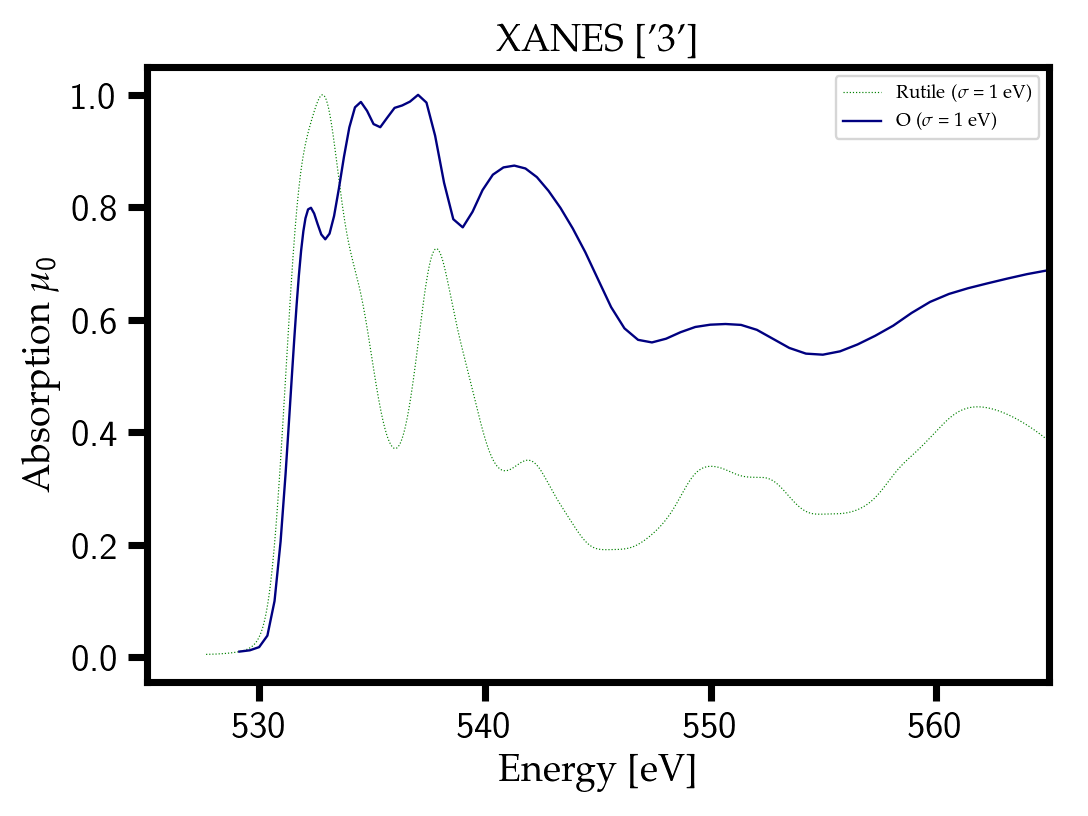 XANES ['3']
Rutile (σ = 1 eV)
O (σ = 1 eV)
Absorption μ₀
1.0
0.8
0.6
0.4
0.2
0.0
530 540 550 560
Energy [eV]